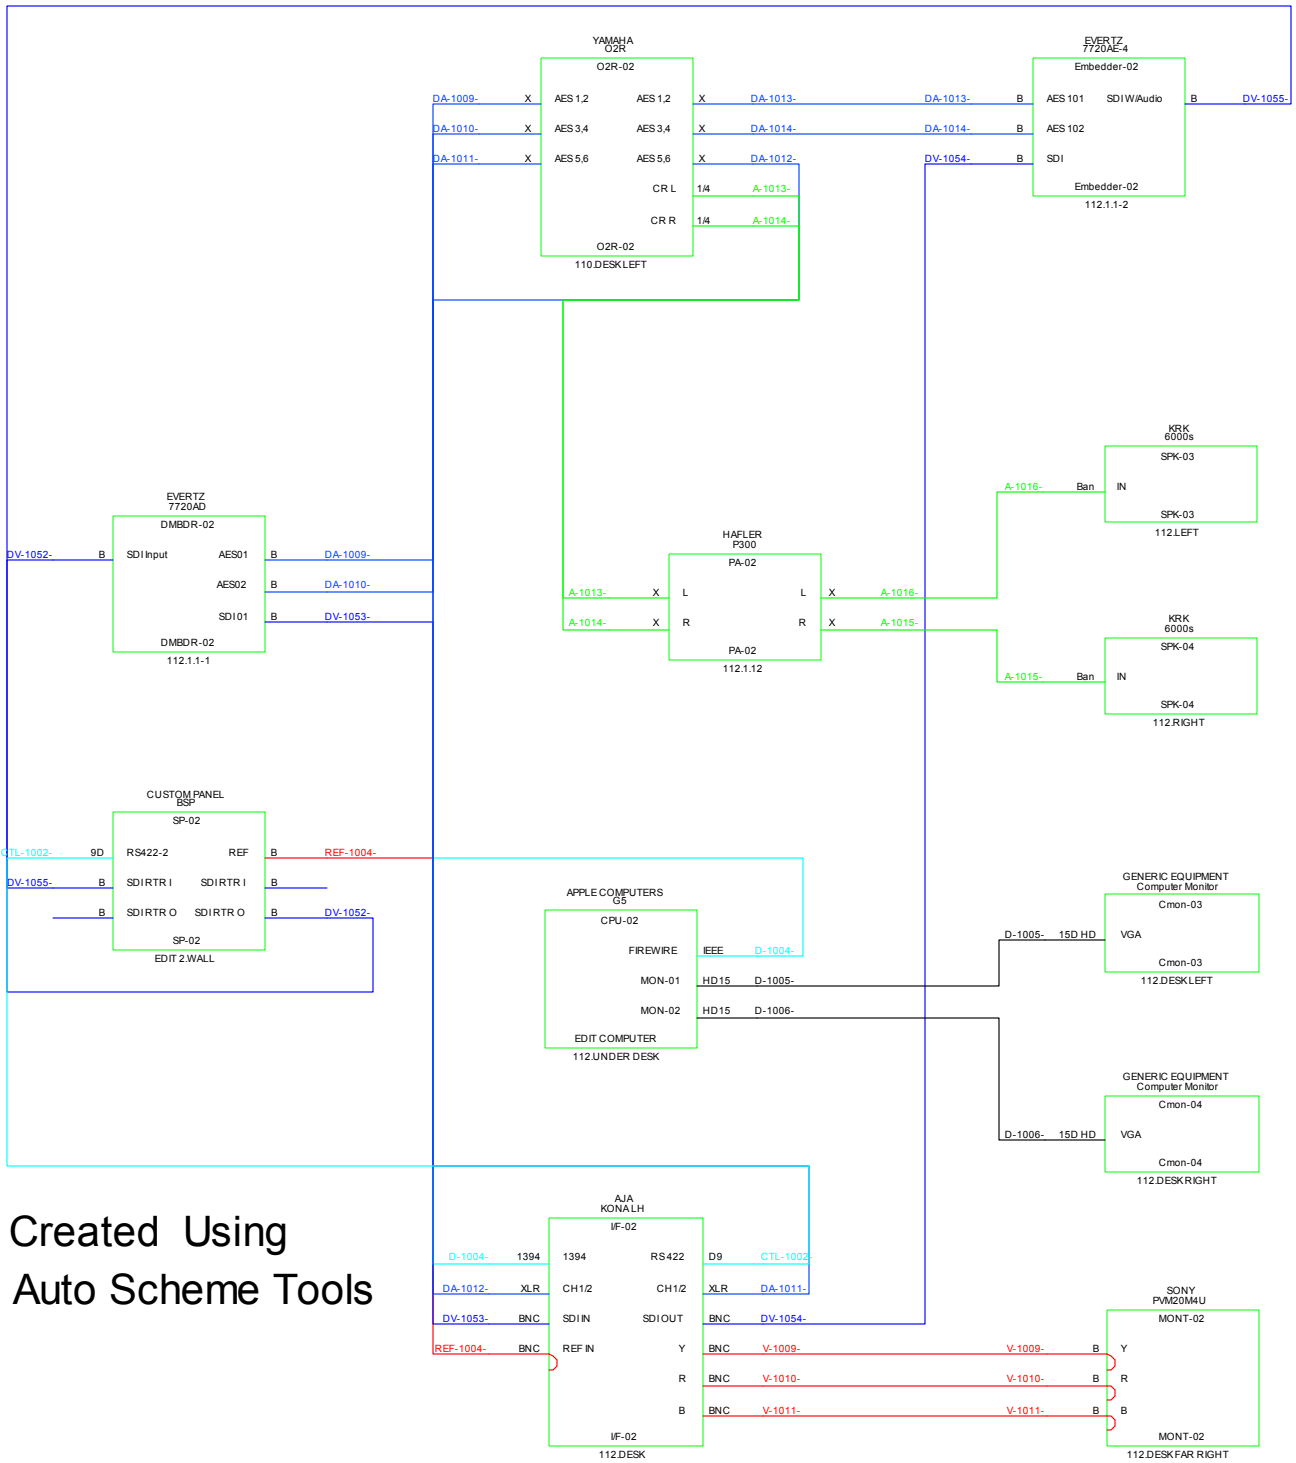 YAMAHA
O2R
O2R-02
DA-1009- X AES 1,2 AES 1,2 X DA-1013-
DA-1010- X AES 3,4 AES 3,4 X DA-1014-
DA-1011- X AES 5,6 AES 5,6 X DA-1012-
CR L 1/4 A-1013-
CR R 1/4 A-1014-
O2R-02
110.DESK LEFT
EVERTZ
7720AE-4
Embedder-02
DA-1013- B AES 101 SDI W/Audio B DV-1055-
DA-1014- B AES 102
DV-1054- B SDI
Embedder-02
112.1.1-2
KRK
6000s
SPK-03
A-1016- Ban IN
SPK-03
112.LEFT
EVERTZ
7720AD
DMBDR-02
DV-1052- B SDI Input AES01 B DA-1009-
AES02 B DA-1010-
SDI 01 B DV-1053-
DMBDR-02
112.1.1-1
HAFLER
P300
PA-02
A-1013- X L L X A-1016-
A-1014- X R R X A-1015-
PA-02
112.1.12
KRK
6000s
SPK-04
A-1015- Ban IN
SPK-04
112.RIGHT
CUSTOM PANEL
BSP
SP-02
CTL-1002- 9D RS422-2 REF B REF-1004-
DV-1055- B SDI RTR I SDI RTR I B
B SDI RTR O SDI RTR O B DV-1052-
SP-02
EDIT 2.WALL
APPLE COMPUTERS
G5
CPU-02
FIREWIRE IEEE D-1004-
MON-01 HD15 D-1005-
MON-02 HD15 D-1006-
EDIT COMPUTER
112.UNDER DESK
GENERIC EQUIPMENT
Computer Monitor
Cmon-03
D-1005- 15D HD VGA
Cmon-03
112.DESK LEFT
GENERIC EQUIPMENT
Computer Monitor
Cmon-04
D-1006- 15D HD VGA
Cmon-04
112.DESK RIGHT
Created Using
Auto Scheme Tools
AJA
KONA LH
I/F-02
D-1004- 1394 1394 RS422 D9 CTL-1002-
DA-1012- XLR CH1/2 CH1/2 XLR DA-1011-
DV-1053- BNC SDI IN SDI OUT BNC DV-1054-
REF-1004- BNC REF IN Y BNC V-1009-
R BNC V-1010-
B BNC V-1011-
I/F-02
112.DESK
SONY
PVM20M4U
MONT-02
V-1009- B Y
V-1010- B R
V-1011- B B
MONT-02
112.DESK FAR RIGHT